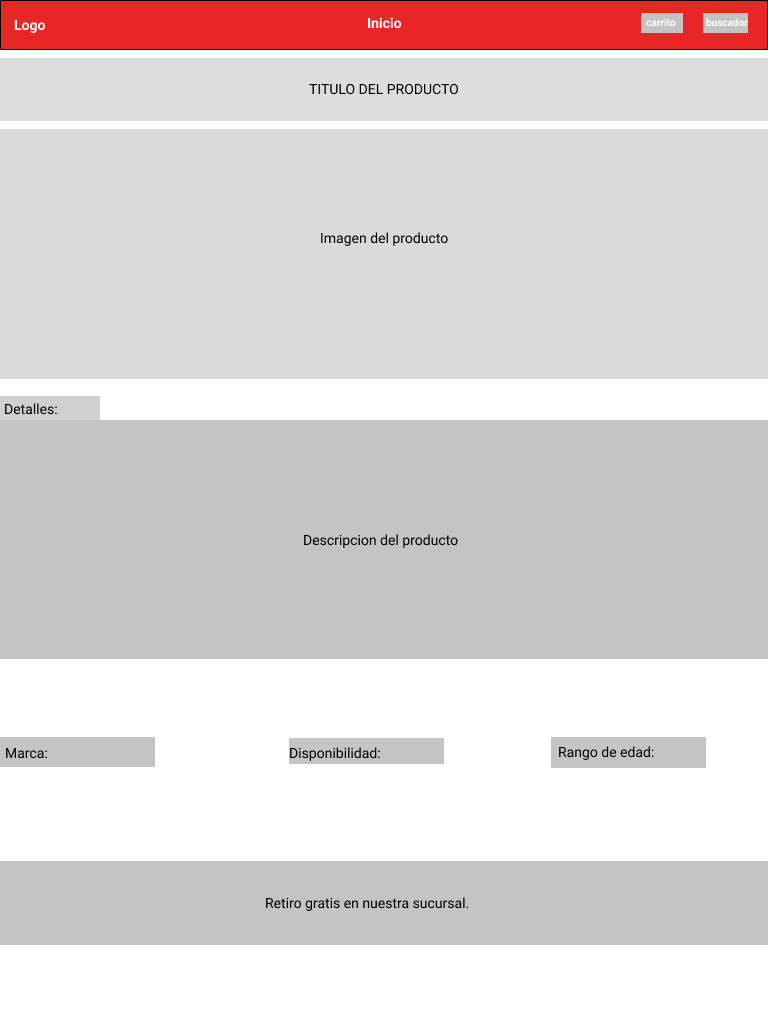 Logo
Inicio
carrito
buscador
TITULO DEL PRODUCTO
Imagen del producto
Detalles:
Descripcion del producto
Marca:
Disponibilidad:
Rango de edad:
Retiro gratis en nuestra sucursal.